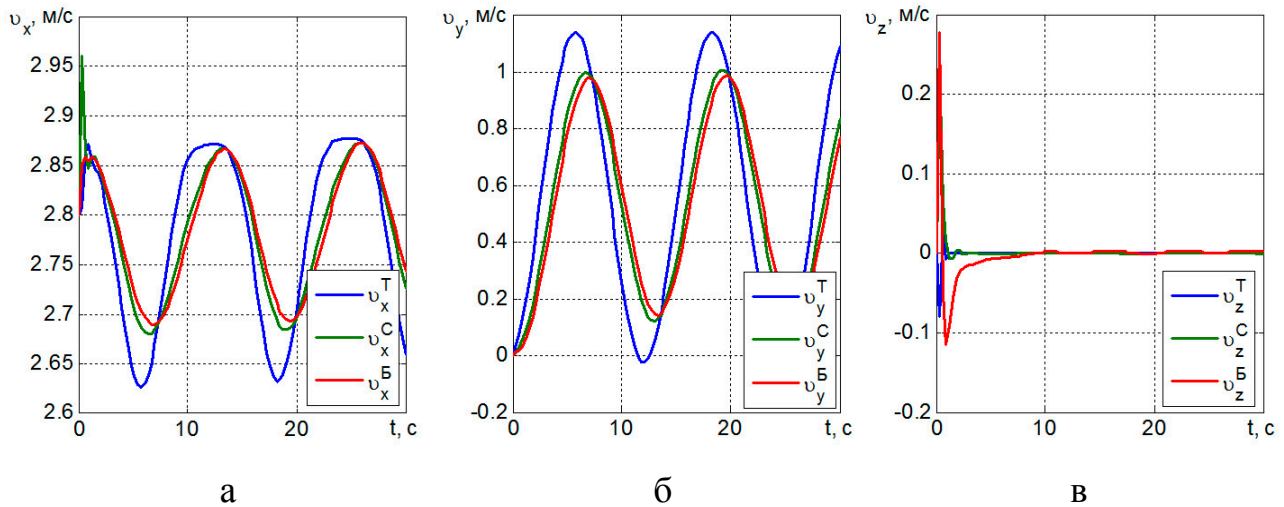 υx, м/с
2.95
2.9
2.85
2.8
2.75
2.7
2.65
2.6
0
10
20
t, с
υxТ
υxС
υxБ
а
υy, м/с
1
0.8
0.6
0.4
0.2
0
-0.2
0
10
20
t, с
υyТ
υyС
υyБ
б
υz, м/с
0.2
0.1
0
-0.1
-0.2
0
10
20
t, с
υzТ
υzС
υzБ
в